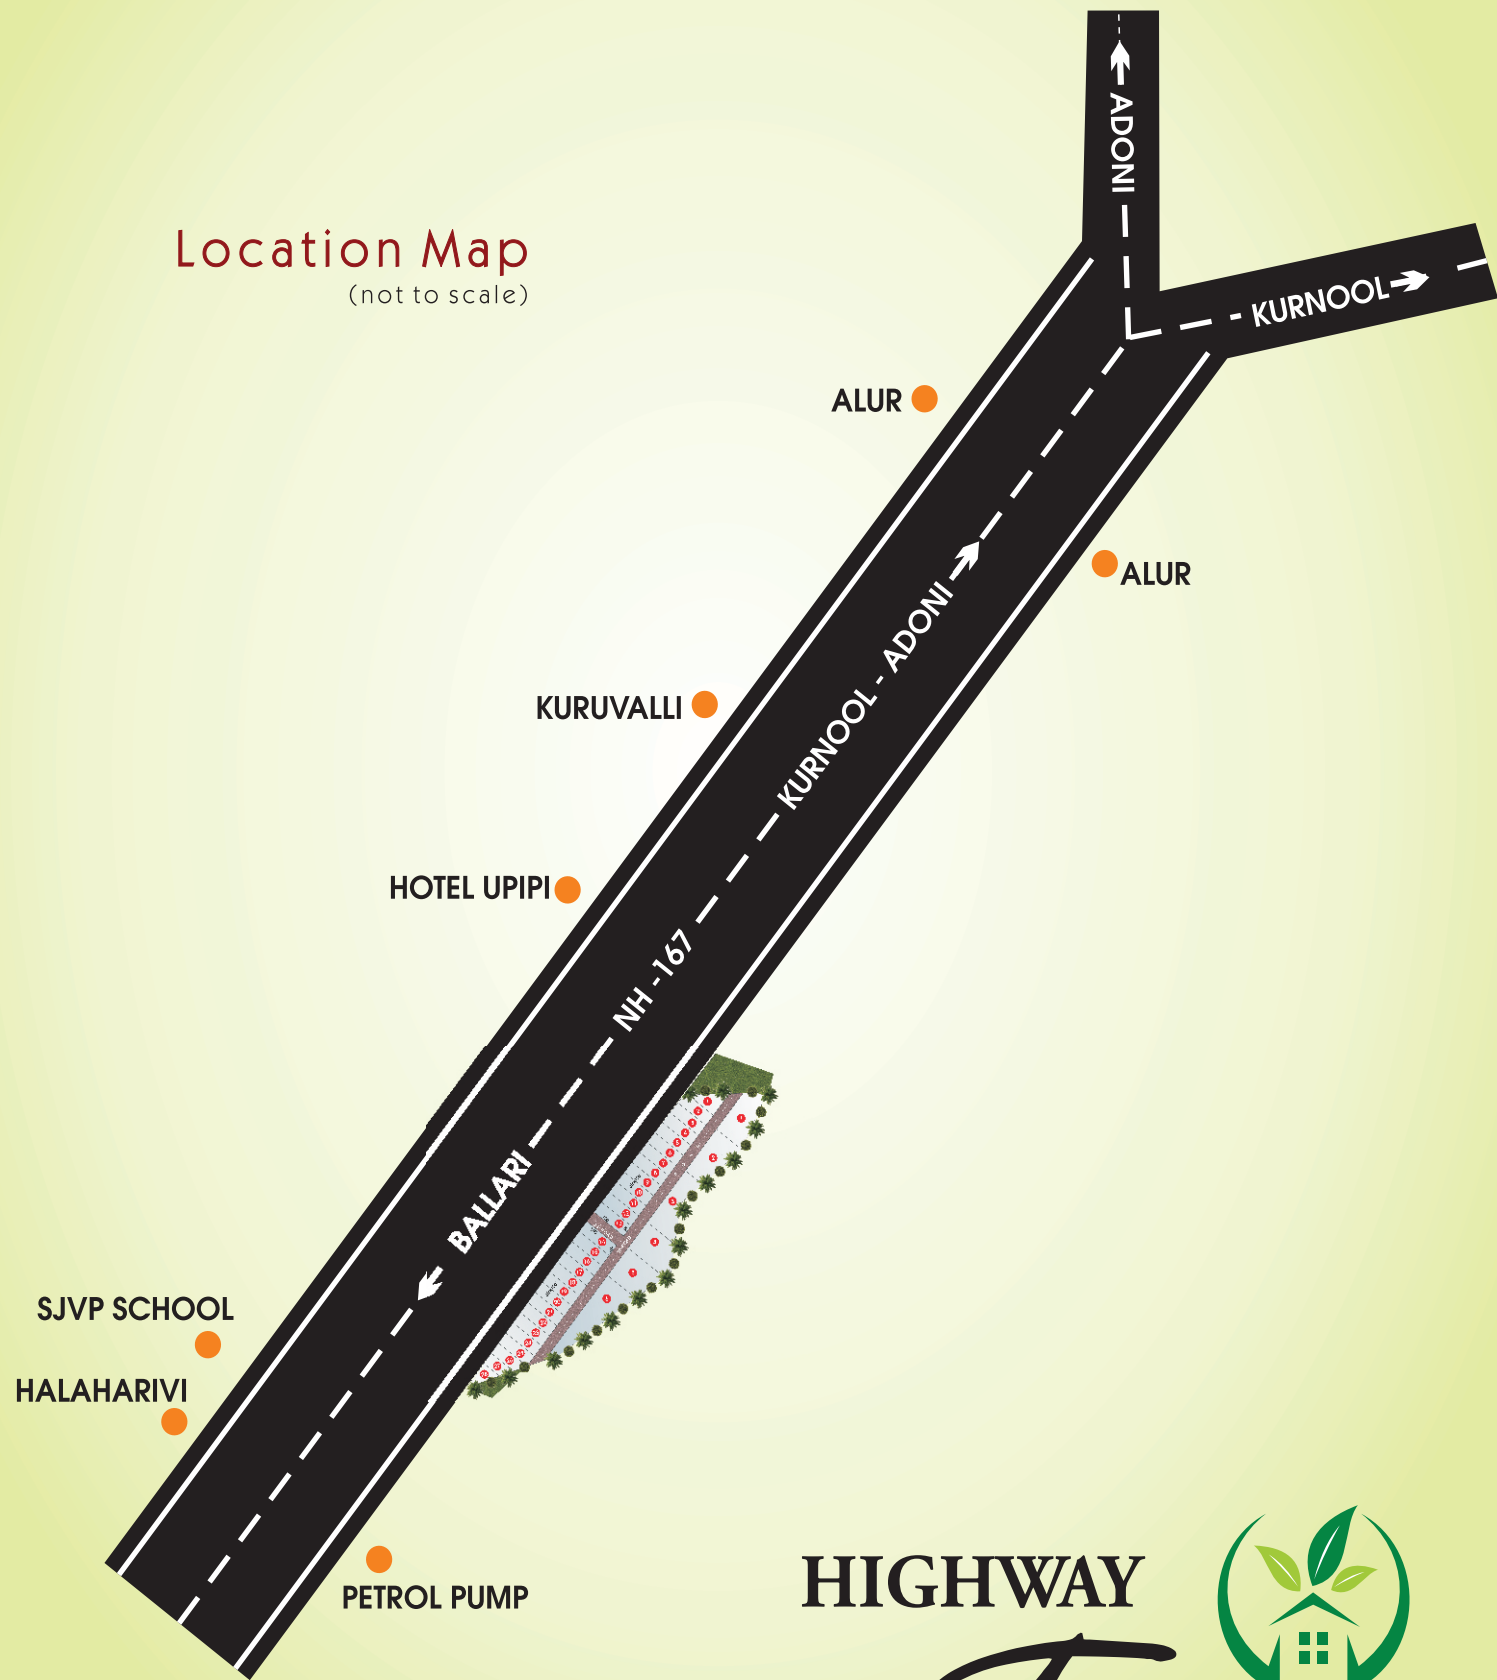 ADONI
Location Map
(not to scale)
KURNOOL
ALUR
ALUR
KURNOOL - ADONI
KURUVALLI
HOTEL UPIPI
NH -167
BALLARI
SJVP SCHOOL
HALAHARIVI
PETROL PUMP
HIGHWAY